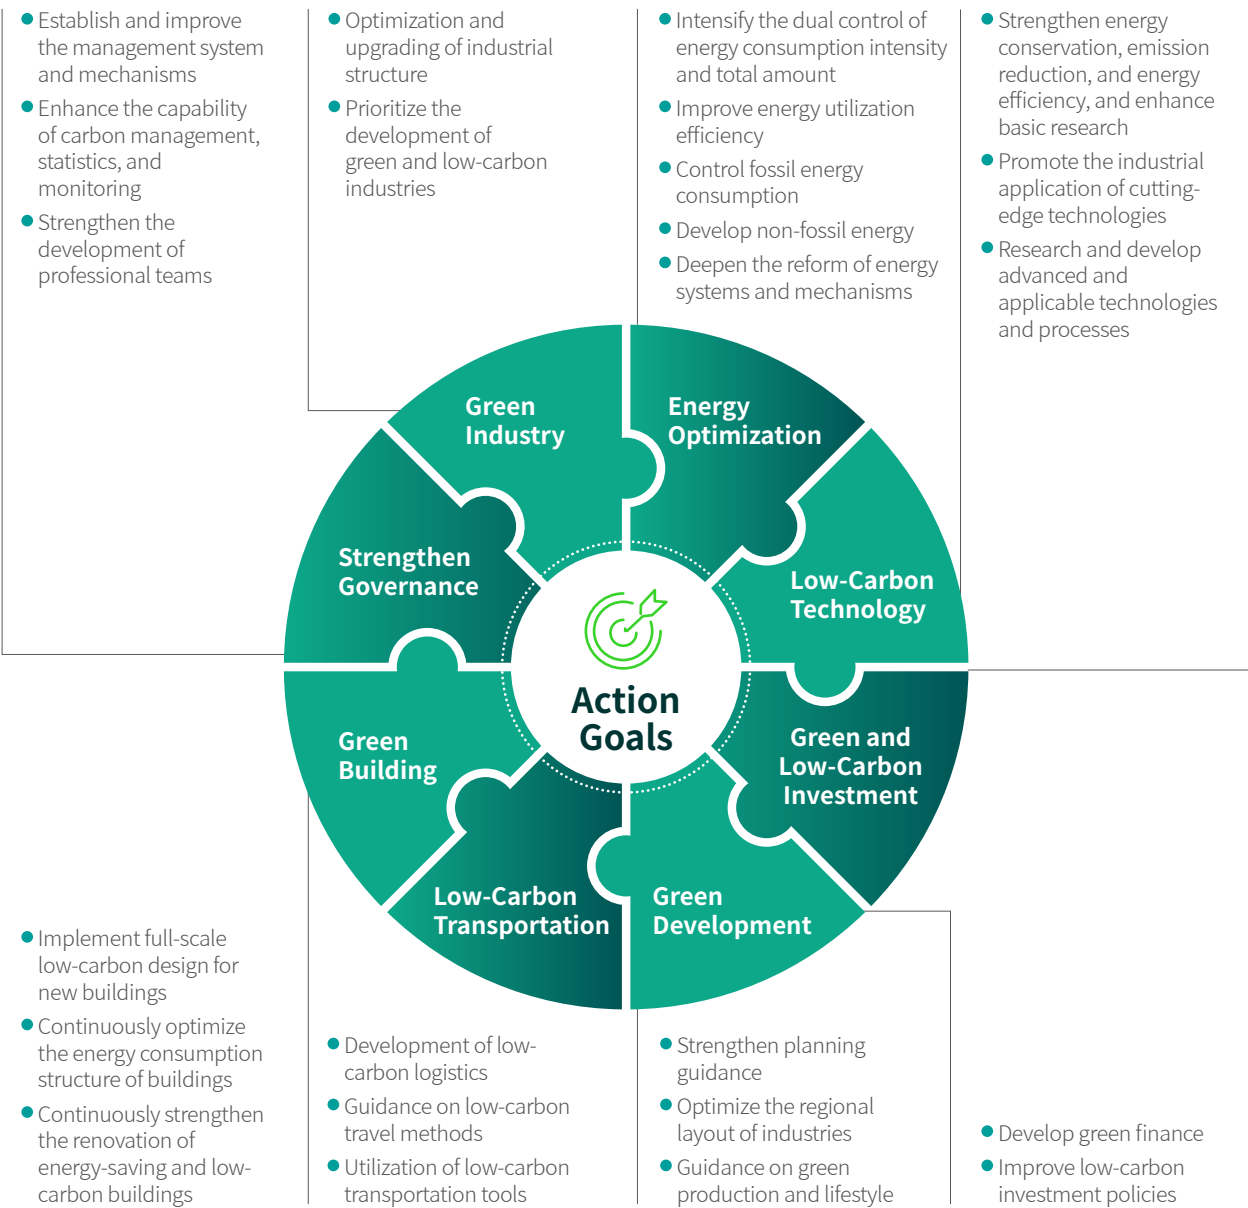 Establish and improve
the management system
and mechanisms
Enhance the capability
of carbon management,
statistics, and
monitoring
Strengthen the
development of
professional teams
Optimization and
upgrading of industrial
structure
Prioritize the
development of
green and low-carbon
industries
Intensify the dual control of
energy consumption intensity
and total amount
Improve energy utilization
efficiency
Control fossil energy
consumption
Develop non-fossil energy
Deepen the reform of energy
systems and mechanisms
Strengthen energy
conservation, emission
reduction, and energy
efficiency, and enhance
basic research
Promote the industrial
application of cutting-
edge technologies
Research and develop
advanced and
applicable technologies
and processes
Green
Industry
Energy
Optimization
Strengthen
Governance
Low-Carbon
Technology
Action
Goals
Green
Building
Green and
Low-Carbon
Investment
Low-Carbon
Transportation
Green
Development
Implement full-scale
low-carbon design for
new buildings
Continuously optimize
the energy consumption
structure of buildings
Continuously strengthen
the renovation of
energy-saving and low-
carbon buildings
Development of low-
carbon logistics
Guidance on low-carbon
travel methods
Utilization of low-carbon
transportation tools
Strengthen planning
guidance
Optimize the regional
layout of industries
Guidance on green
production and lifestyle
Develop green finance
Improve low-carbon
investment policies